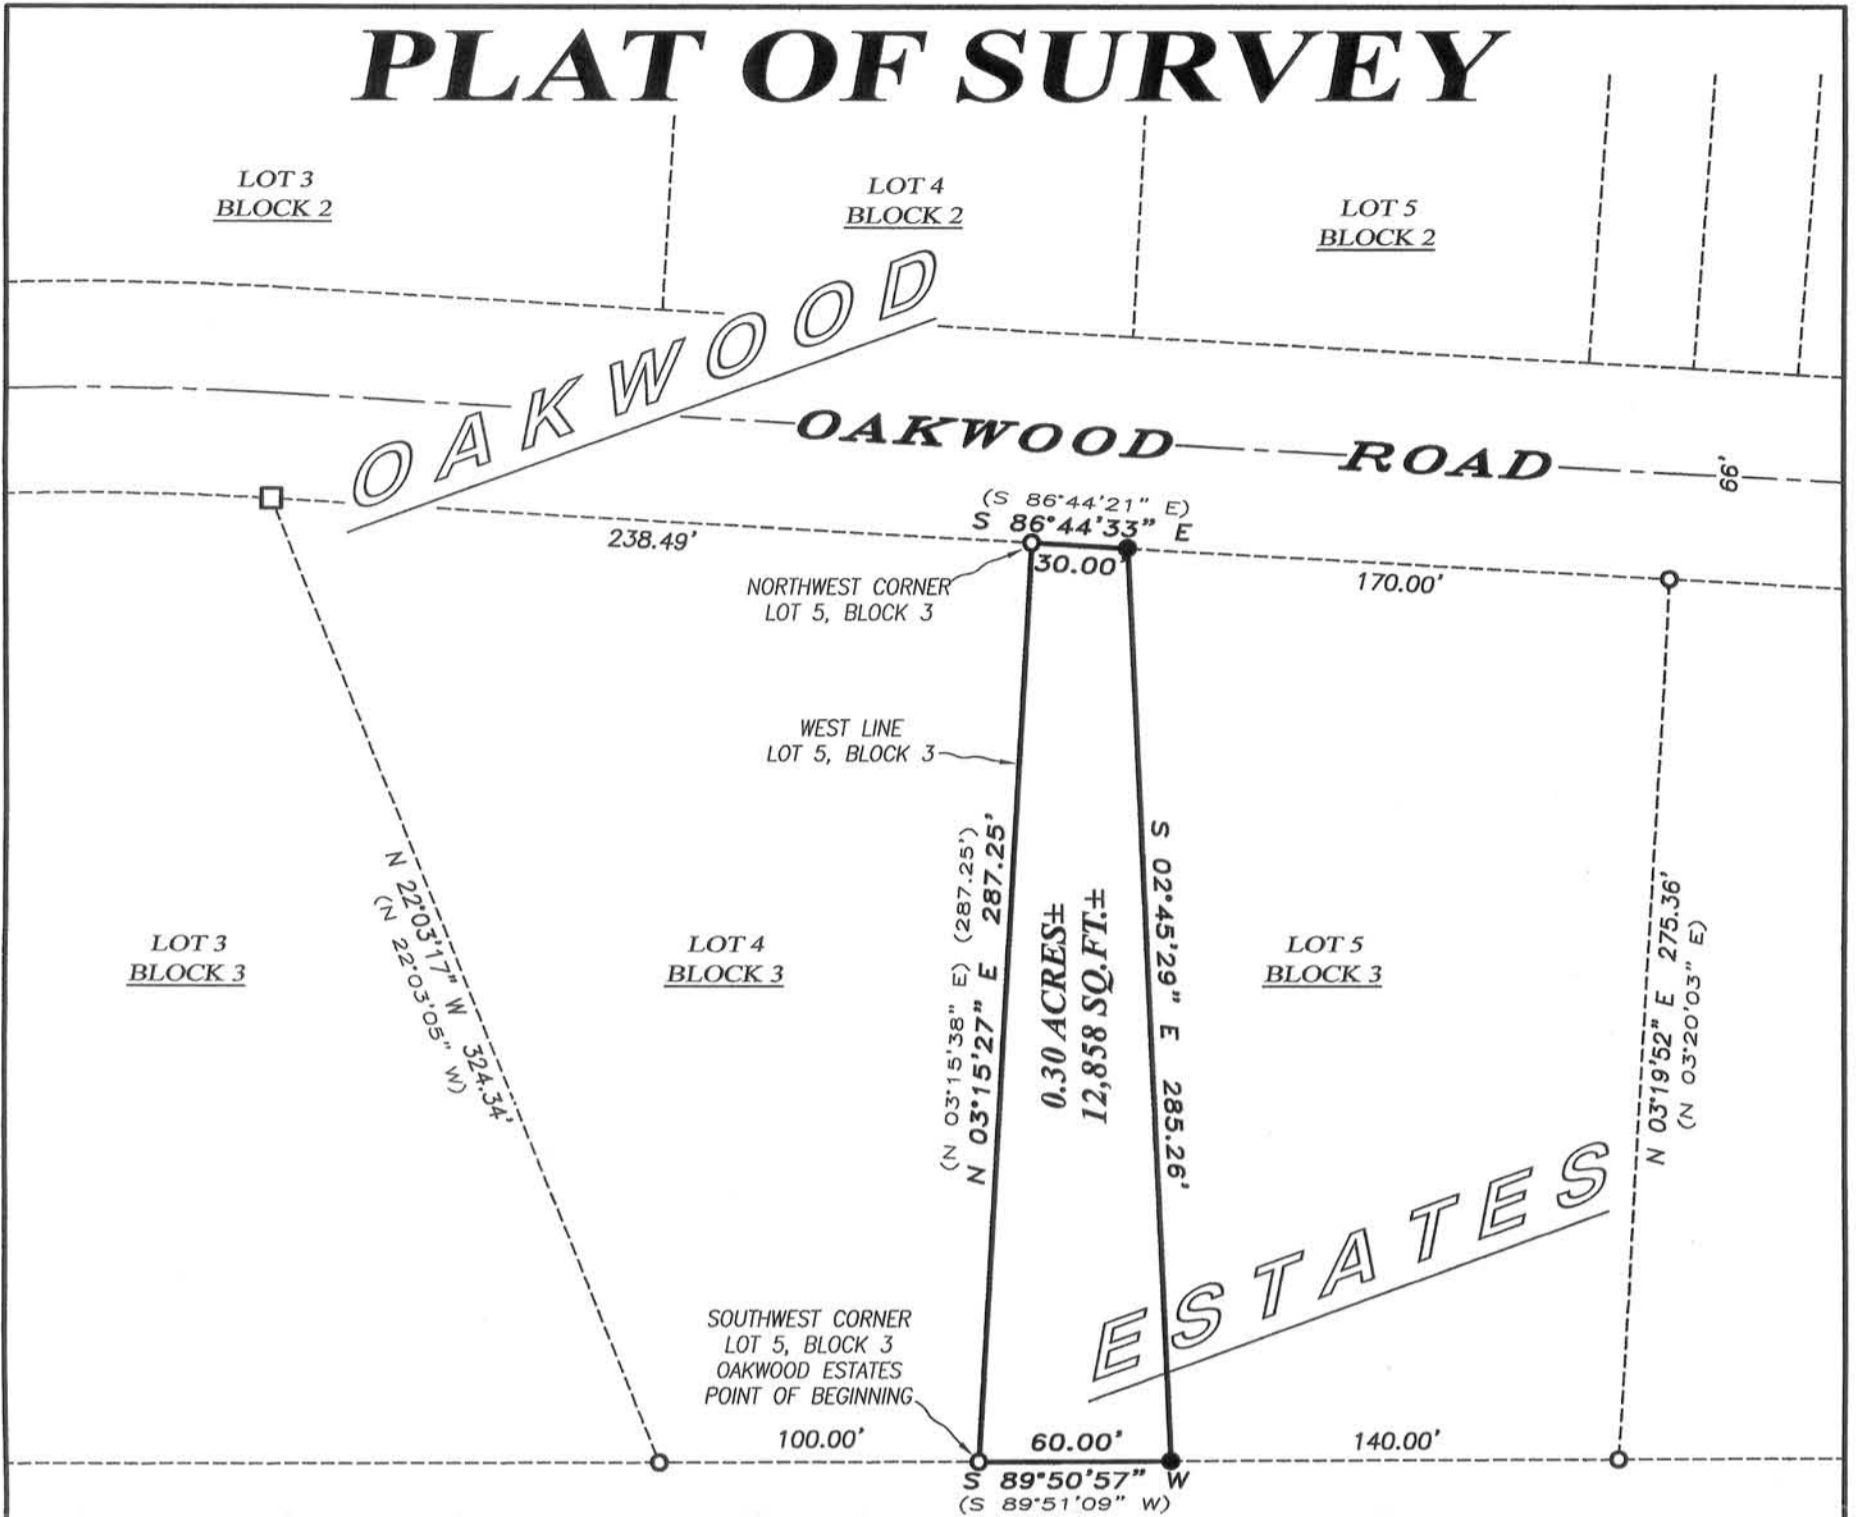 PLAT OF SURVEY
LOT 3
BLOCK 2
LOT 4
BLOCK 2
LOT 5
BLOCK 2
OAKWOOD
OAKWOOD ROAD
66'
(S 86°44'21" E)
S 86°44'33" E
30.00'
238.49'
170.00'
NORTHWEST CORNER
LOT 5, BLOCK 3
WEST LINE
LOT 5, BLOCK 3
N 22°03'17" W 324.34'
(N 22°03'05" W)
(N 03°15'38" E) (287.25')
N 03°15'27" E 287.25'
0.30 ACRES±
12,858 SQ.FT.±
S 02°45'29" E 285.26'
N 03°19'52" E 275.36'
(N 03°20'03" E)
LOT 3
BLOCK 3
LOT 4
BLOCK 3
LOT 5
BLOCK 3
ESTATES
SOUTHWEST CORNER
LOT 5, BLOCK 3
OAKWOOD ESTATES
POINT OF BEGINNING
100.00'
60.00'
140.00'
S 89°50'57" W
(S 89°51'09" W)